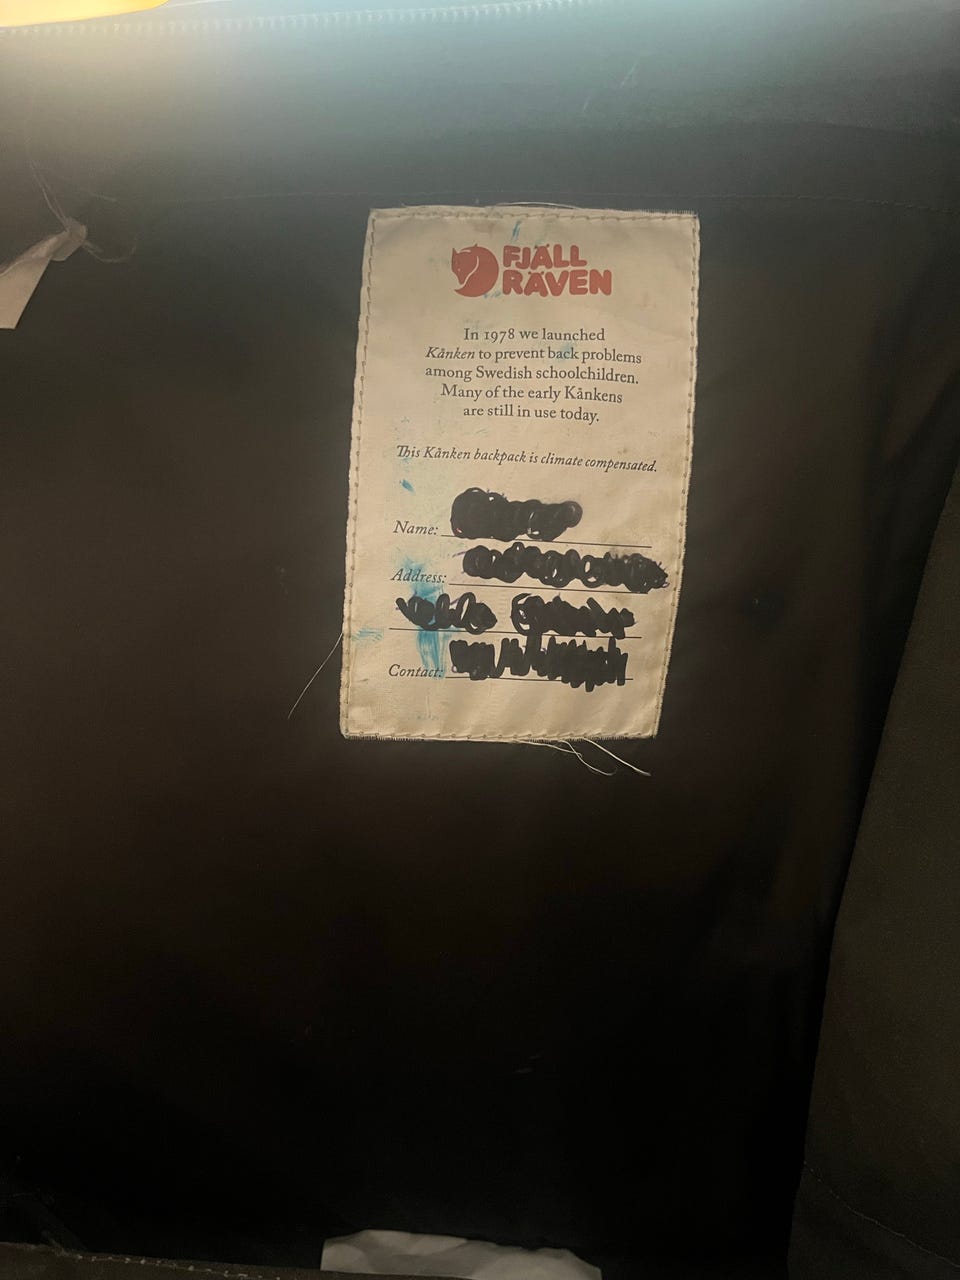 FJÄLL
RÄVEN
In 1978 we launched
Kånken to prevent back problems
among Swedish schoolchildren.
Many of the early Kånkens
are still in use today.
This Kånken backpack is climate compensated.
Name:
Address:
Contact: